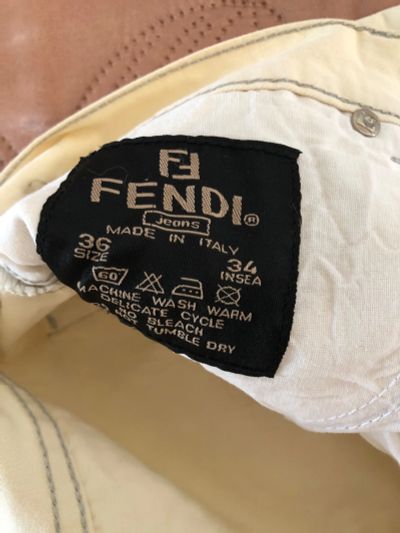 FF
FENDI®
Jeans
MADE IN ITALY
36 34
SIZE INSEA
60
MACHINE WASH WARM
DELICATE CYCLE
NO BLEACH
TUMBLE DRY